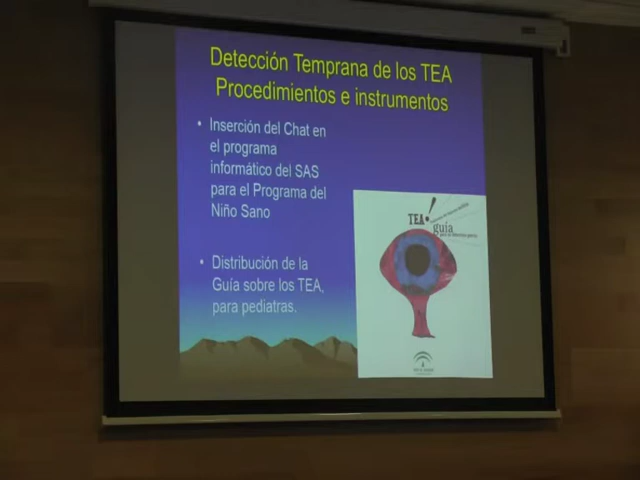 Detección Temprana de los TEA
Procedimientos e instrumentos
• Inserción del Chat en
el programa
informático del SAS
para el Programa del
Niño Sano
• Distribución de la
Guía sobre los TEA,
para pediatras.
TEA!
guía